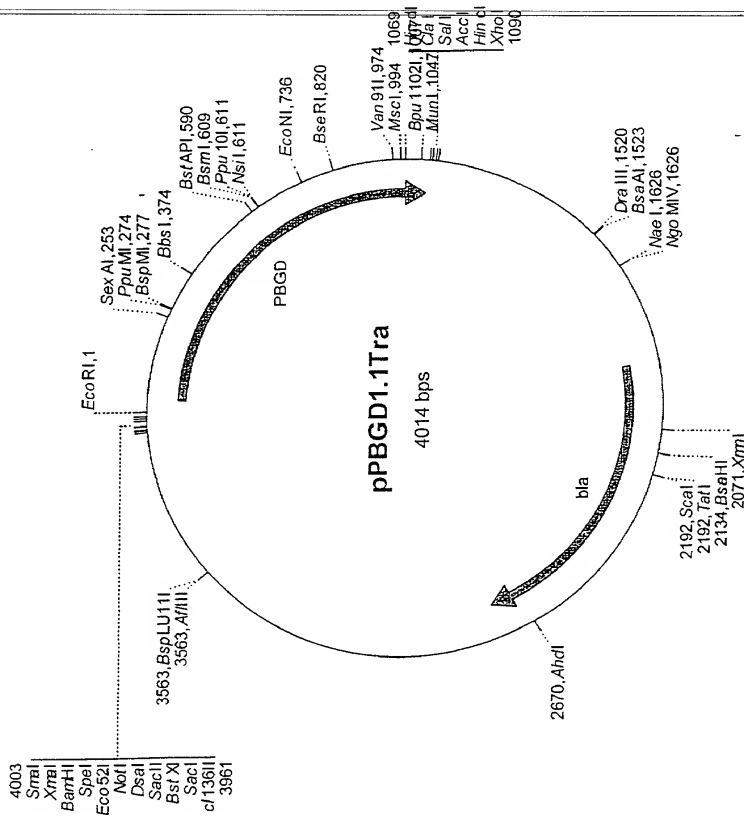 pPBGD1.1Tra
4014 bps
PBGD
bla
EcoRI,1
SexAI,253
PpuMI,274
BspMI,277
BbsI,374
BstAPI,590
BsmI,609
Ppu10I,611
NsiI,611
EcoNI,736
BseRI,820
Van91I,974
MscI,994
Bpu1102I,
MunI,1047
1069
ClaI
SalI
AccI
HincII
XhoI
1090
DraIII,1520
BsaAI,1523
NaeI,1626
NgoMIV,1626
2071,XmnI
2134,BsaHI
2192,TatI
2192,ScaI
2670,AhdI
3563,AflIII
3563,BspLU11I
4003
SmaI
XmaI
BamHI
SpeI
Eco52I
NotI
DsaI
SacII
BstXI
SacI
cl136II
3961